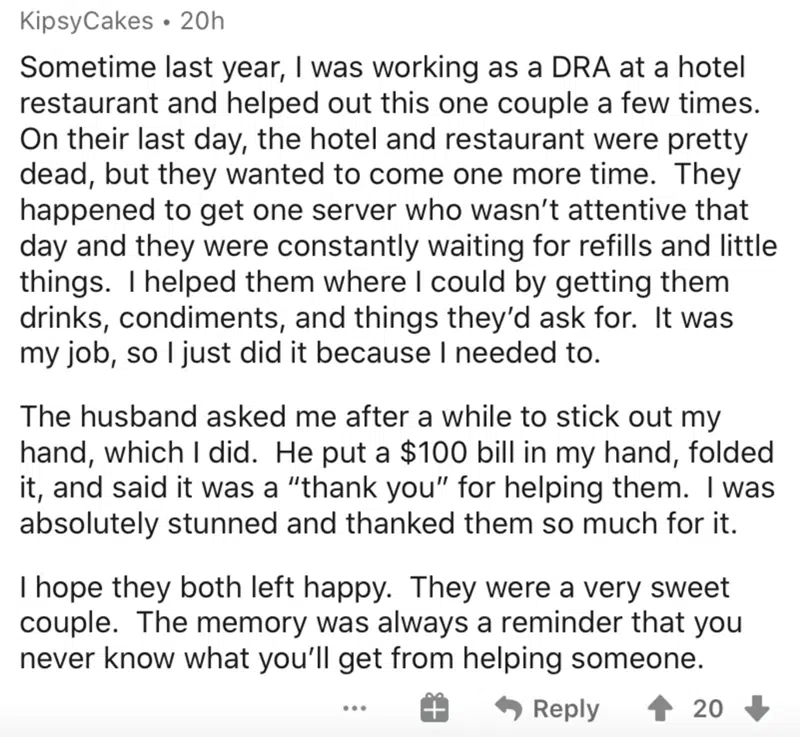 KipsyCakes • 20h
Sometime last year, I was working as a DRA at a hotel
restaurant and helped out this one couple a few times.
On their last day, the hotel and restaurant were pretty
dead, but they wanted to come one more time.  They
happened to get one server who wasn’t attentive that
day and they were constantly waiting for refills and little
things.  I helped them where I could by getting them
drinks, condiments, and things they’d ask for.  It was
my job, so I just did it because I needed to.
The husband asked me after a while to stick out my
hand, which I did.  He put a $100 bill in my hand, folded
it, and said it was a “thank you” for helping them.  I was
absolutely stunned and thanked them so much for it.
I hope they both left happy.  They were a very sweet
couple.  The memory was always a reminder that you
never know what you’ll get from helping someone.
Reply 20